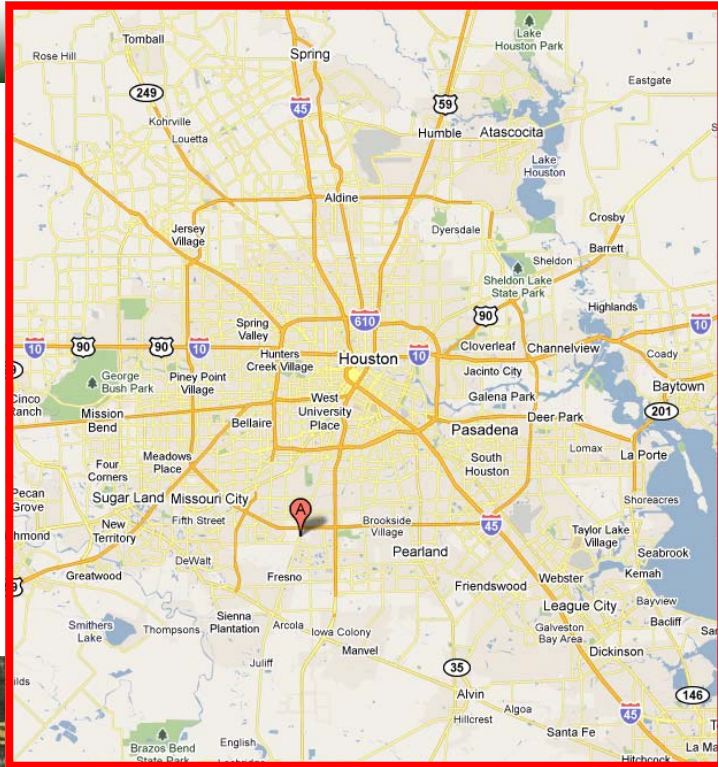 Lake
Houston Park
Tomball
Rose Hill
Spring
Eastgate
249
45
59
Kohrville
Louetta
Humble
Atascocita
Lake
Houston
Aldine
Crosby
Jersey
Village
Dyersdale
Barrett
Sheldon
Sheldon Lake
State Park
Highlands
610
90
Spring
Valley
10
90
90
10
Hunters
Creek Village
Houston
10
Cloverleaf
Channelview
10
Coady
George
Bush Park
Piney Point
Village
Jacinto City
Baytown
Galena Park
West
University
Place
Mission
Bend
Bellaire
Deer Park
201
Pasadena
Meadows
Place
South
Houston
Lomax
La Porte
Four
Corners
Pecan
Grove
Sugar Land
Missouri City
Shoreacres
A
New
Territory
Fifth Street
Brookside
Village
45
Taylor Lake
Village
Pearland
Seabrook
DeWalt
Greatwood
Fresno
Webster
Kemah
Friendswood
League City
Bayview
Bacliff
Sienna
Plantation
Smithers
Lake
Thompsons
Arcola
Iowa Colony
Galveston
Bay Area
Manvel
Dickinson
Juliff
35
Alvin
146
Algoa
Hillcrest
45
Santa Fe
English
Brazos Bend
State Park
La Ma
Hitchcock